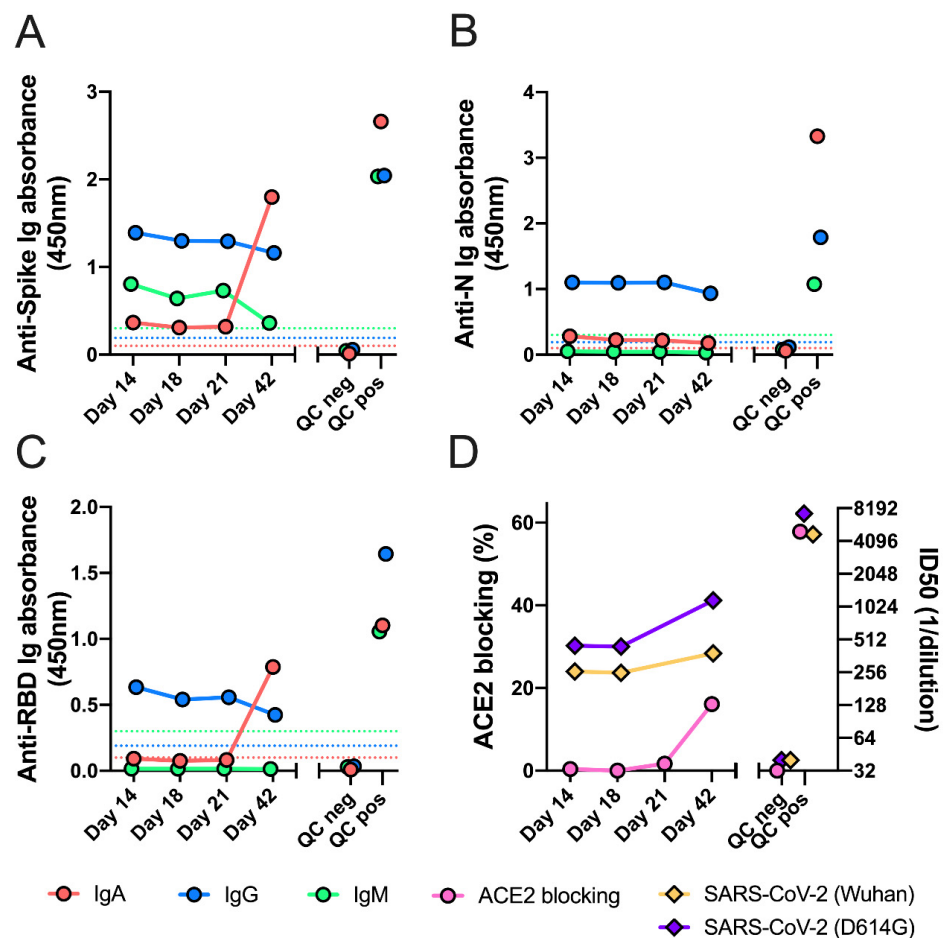 A
Anti-Spike Ig absorbance
(450nm)
3
2
1
0
Day 14
Day 18
Day 21
Day 42
QC neg
QC pos
B
Anti-N Ig absorbance
(450nm)
4
3
2
1
0
Day 14
Day 18
Day 21
Day 42
QC neg
QC pos
C
Anti-RBD Ig absorbance
(450nm)
2.0
1.5
1.0
0.5
0.0
Day 14
Day 18
Day 21
Day 42
QC neg
QC pos
D
ACE2 blocking (%)
60
40
20
0
Day 14
Day 18
Day 21
Day 42
QC neg
QC pos
8192
4096
2048
1024
512
256
128
64
32
ID50 (1/dilution)
IgA
IgG
IgM
ACE2 blocking
SARS-CoV-2 (Wuhan)
SARS-CoV-2 (D614G)